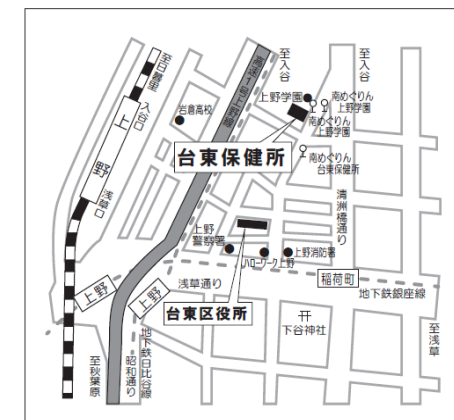 至日暮里
入谷口
上野
浅草口
岩倉高校
高速1号上野線
至入谷
至入谷
上野学園
南めぐりん
上野学園
南めぐりん
上野学園
台東保健所
南めぐりん
台東保健所
清洲橋通り
上野
警察署
ハローワーク上野
上野消防署
浅草通り
稲荷町
地下鉄銀座線
上野
上野
台東区役所
下谷神社
至秋葉原
昭和通り
地下鉄日比谷線
至浅草